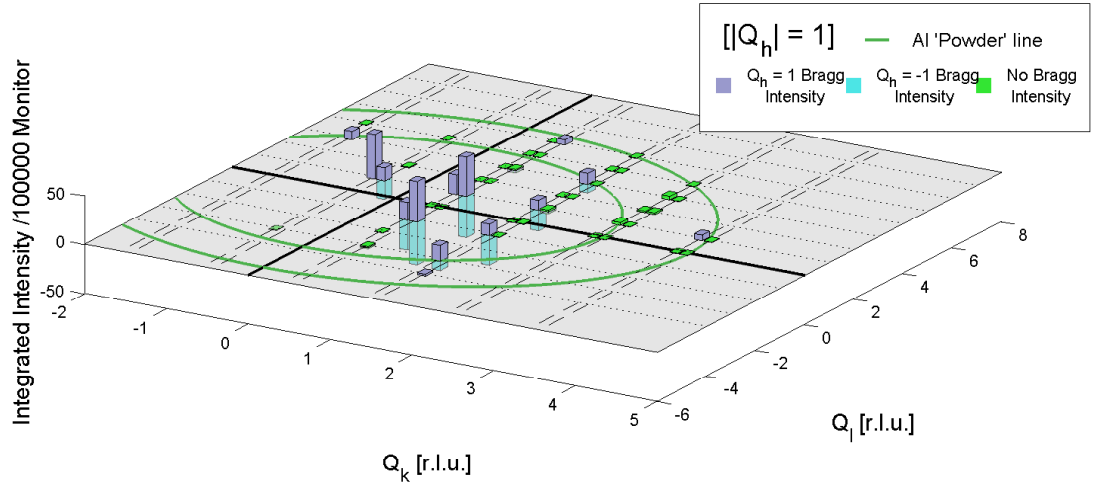 [|Q_h| = 1]
Al 'Powder' line
Q_h = 1 Bragg Intensity
Q_h = -1 Bragg Intensity
No Bragg Intensity
Integrated Intensity /100000 Monitor
50
0
-50
-2
-1
0
1
2
3
4
5
Q_k [r.l.u.]
-6
-4
-2
0
2
4
6
8
Q_l [r.l.u.]